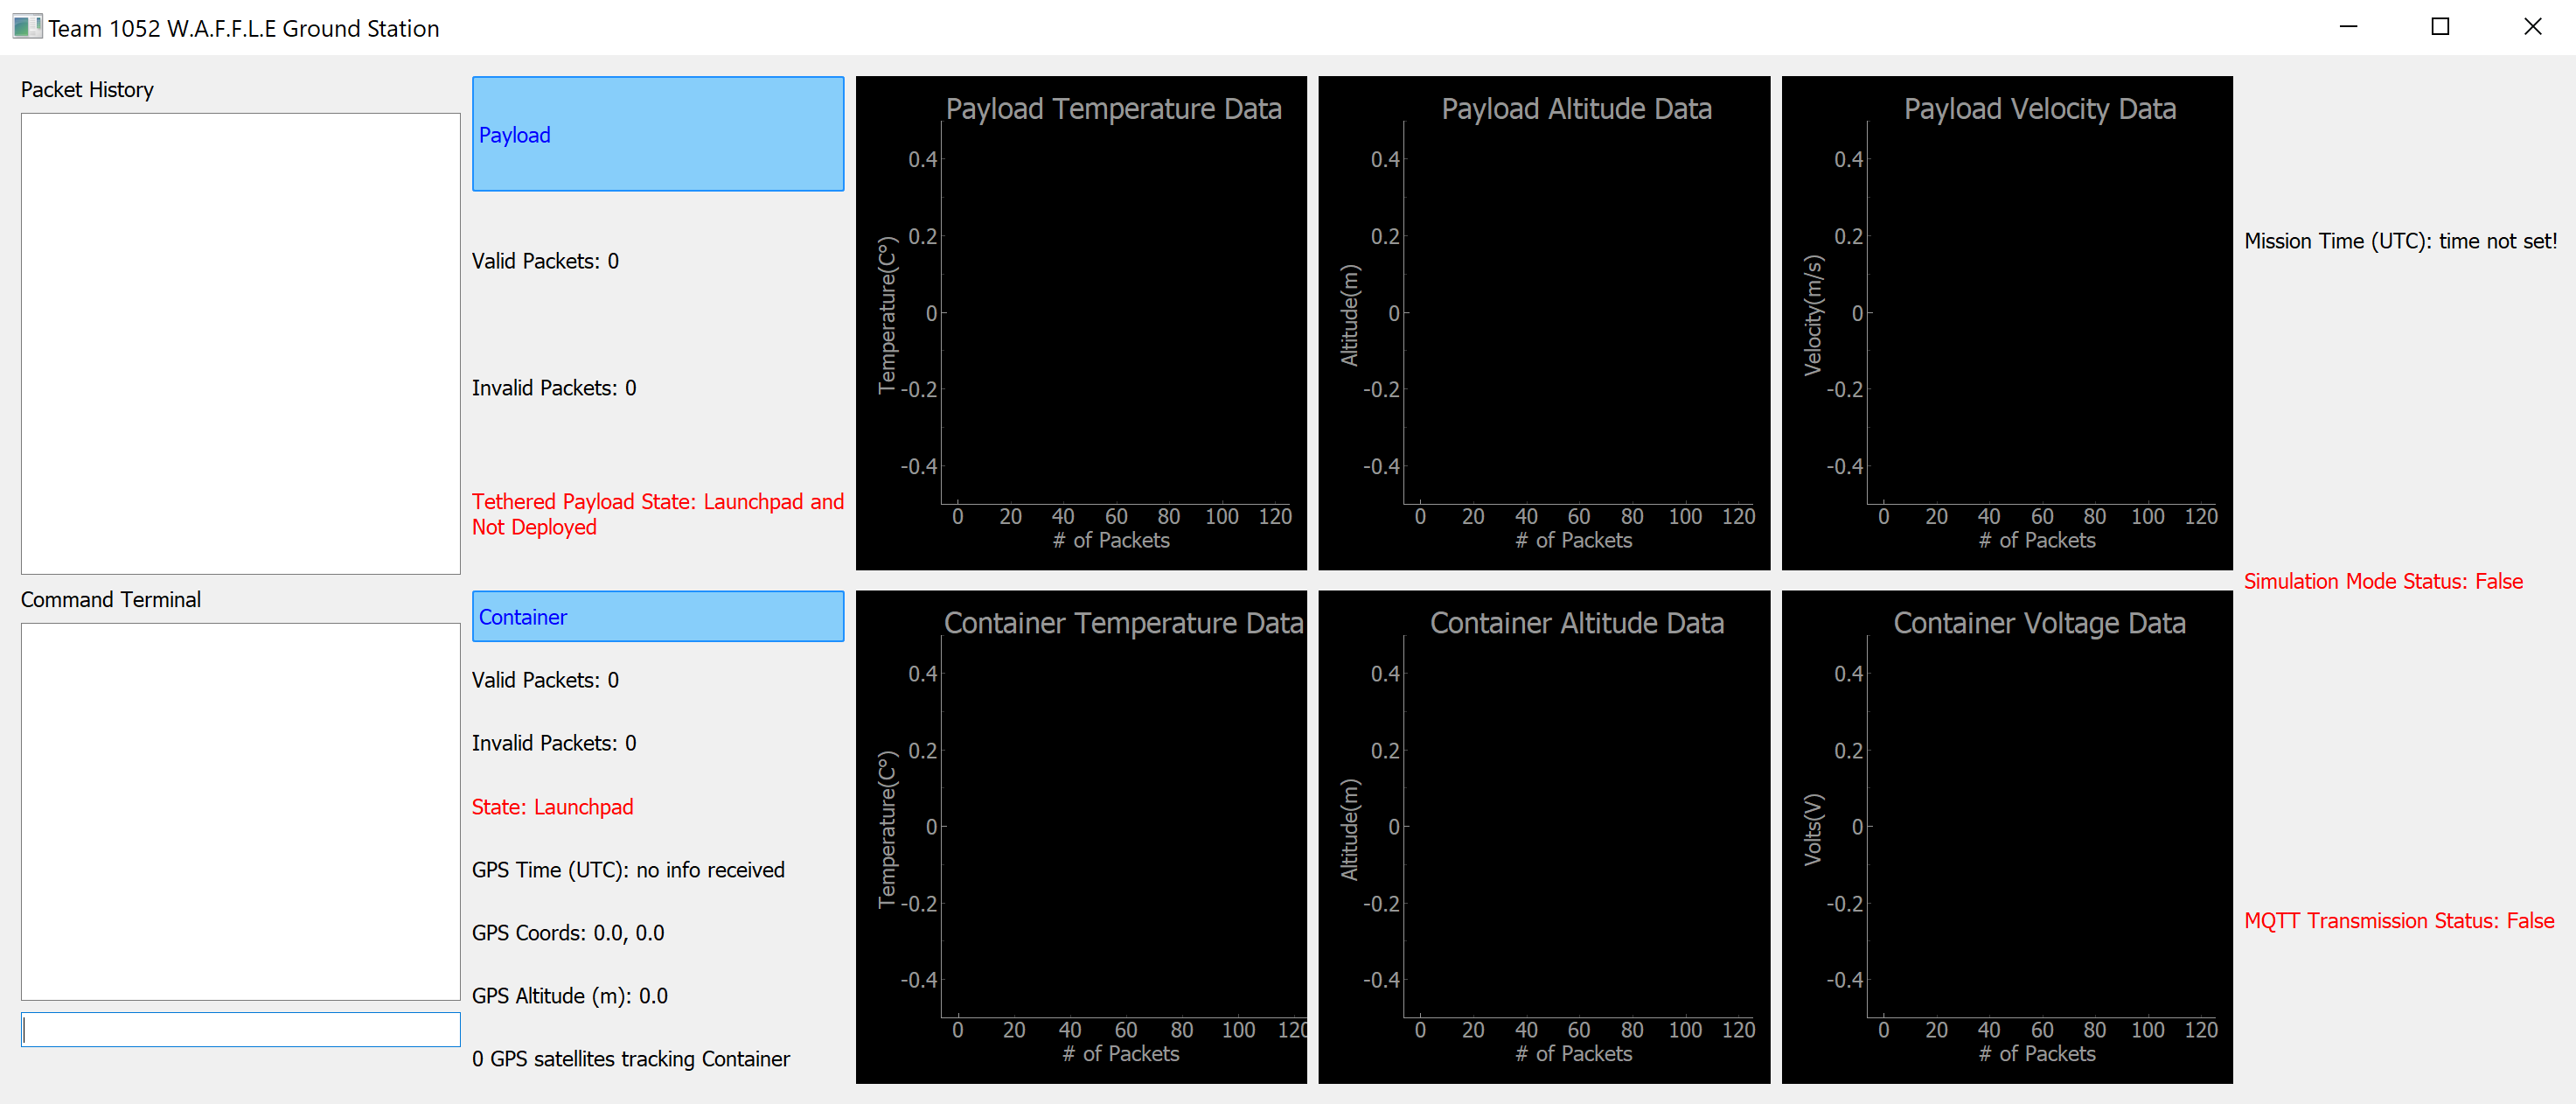 Team 1052 W.A.F.F.L.E Ground Station
Packet History
Command Terminal
Payload
Valid Packets: 0
Invalid Packets: 0
Tethered Payload State: Launchpad and
Not Deployed
Container
Valid Packets: 0
Invalid Packets: 0
State: Launchpad
GPS Time (UTC): no info received
GPS Coords: 0.0, 0.0
GPS Altitude (m): 0.0
0 GPS satellites tracking Container
Payload Temperature Data
Temperature(C°)
0.4
0.2
0
-0.2
-0.4
0 20 40 60 80 100 120
# of Packets
Payload Altitude Data
Altitude(m)
0.4
0.2
0
-0.2
-0.4
0 20 40 60 80 100 120
# of Packets
Payload Velocity Data
Velocity(m/s)
0.4
0.2
0
-0.2
-0.4
0 20 40 60 80 100 120
# of Packets
Container Temperature Data
Temperature(C°)
0.4
0.2
0
-0.2
-0.4
0 20 40 60 80 100 120
# of Packets
Container Altitude Data
Altitude(m)
0.4
0.2
0
-0.2
-0.4
0 20 40 60 80 100 120
# of Packets
Container Voltage Data
Volts(V)
0.4
0.2
0
-0.2
-0.4
0 20 40 60 80 100 120
# of Packets
Mission Time (UTC): time not set!
Simulation Mode Status: False
MQTT Transmission Status: False